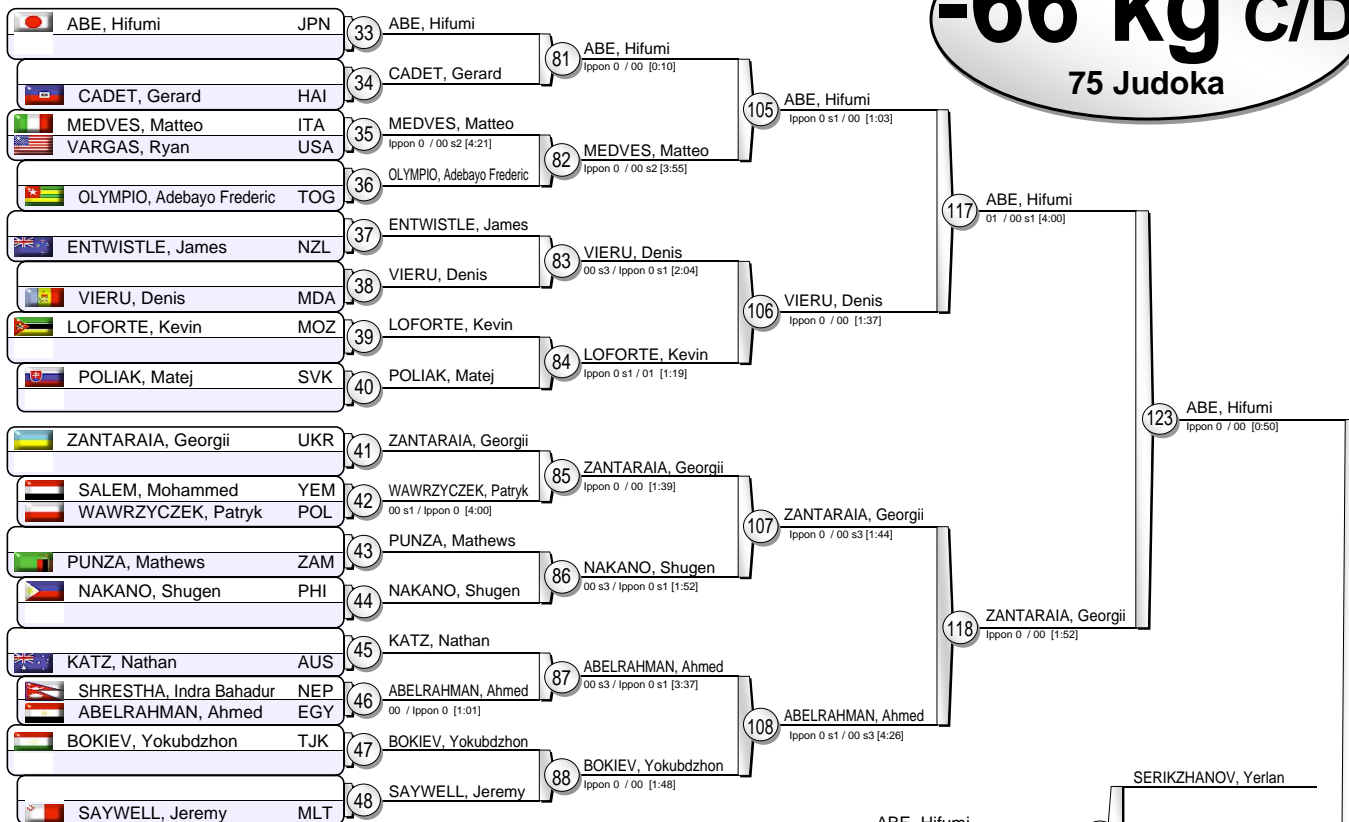 -66 kg C/D
75 Judoka
ABE, Hifumi JPN
CADET, Gerard HAI
MEDVES, Matteo ITA
VARGAS, Ryan USA
OLYMPIO, Adebayo Frederic TOG
ENTWISTLE, James NZL
VIERU, Denis MDA
LOFORTE, Kevin MOZ
POLIAK, Matej SVK
ZANTARAIA, Georgii UKR
SALEM, Mohammed YEM
WAWRZYCZEK, Patryk POL
PUNZA, Mathews ZAM
NAKANO, Shugen PHI
KATZ, Nathan AUS
SHRESTHA, Indra Bahadur NEP
ABELRAHMAN, Ahmed EGY
BOKIEV, Yokubdzhon TJK
SAYWELL, Jeremy MLT
33 ABE, Hifumi
34 CADET, Gerard
35 MEDVES, Matteo
Ippon 0 / 00 s2 [4:21]
36 OLYMPIO, Adebayo Frederic
37 ENTWISTLE, James
38 VIERU, Denis
39 LOFORTE, Kevin
40 POLIAK, Matej
41 ZANTARAIA, Georgii
42 WAWRZYCZEK, Patryk
00 s1 / Ippon 0 [4:00]
43 PUNZA, Mathews
44 NAKANO, Shugen
45 KATZ, Nathan
46 ABELRAHMAN, Ahmed
00 / Ippon 0 [1:01]
47 BOKIEV, Yokubdzhon
48 SAYWELL, Jeremy
81 ABE, Hifumi
Ippon 0 / 00 [0:10]
82 MEDVES, Matteo
Ippon 0 / 00 s2 [3:55]
83 VIERU, Denis
00 s3 / Ippon 0 s1 [2:04]
84 LOFORTE, Kevin
Ippon 0 s1 / 01 [1:19]
85 ZANTARAIA, Georgii
Ippon 0 / 00 [1:39]
86 NAKANO, Shugen
00 s3 / Ippon 0 s1 [1:52]
87 ABELRAHMAN, Ahmed
00 s3 / Ippon 0 s1 [3:37]
88 BOKIEV, Yokubdzhon
Ippon 0 / 00 [1:48]
105 ABE, Hifumi
Ippon 0 s1 / 00 [1:03]
106 VIERU, Denis
Ippon 0 / 00 [1:37]
107 ZANTARAIA, Georgii
Ippon 0 / 00 s3 [1:44]
108 ABELRAHMAN, Ahmed
Ippon 0 s1 / 00 s3 [4:26]
117 ABE, Hifumi
01 / 00 s1 [4:00]
118 ZANTARAIA, Georgii
Ippon 0 / 00 [1:52]
123 ABE, Hifumi
Ippon 0 / 00 [0:50]
SERIKZHANOV, Yerlan
ABE, Hifumi